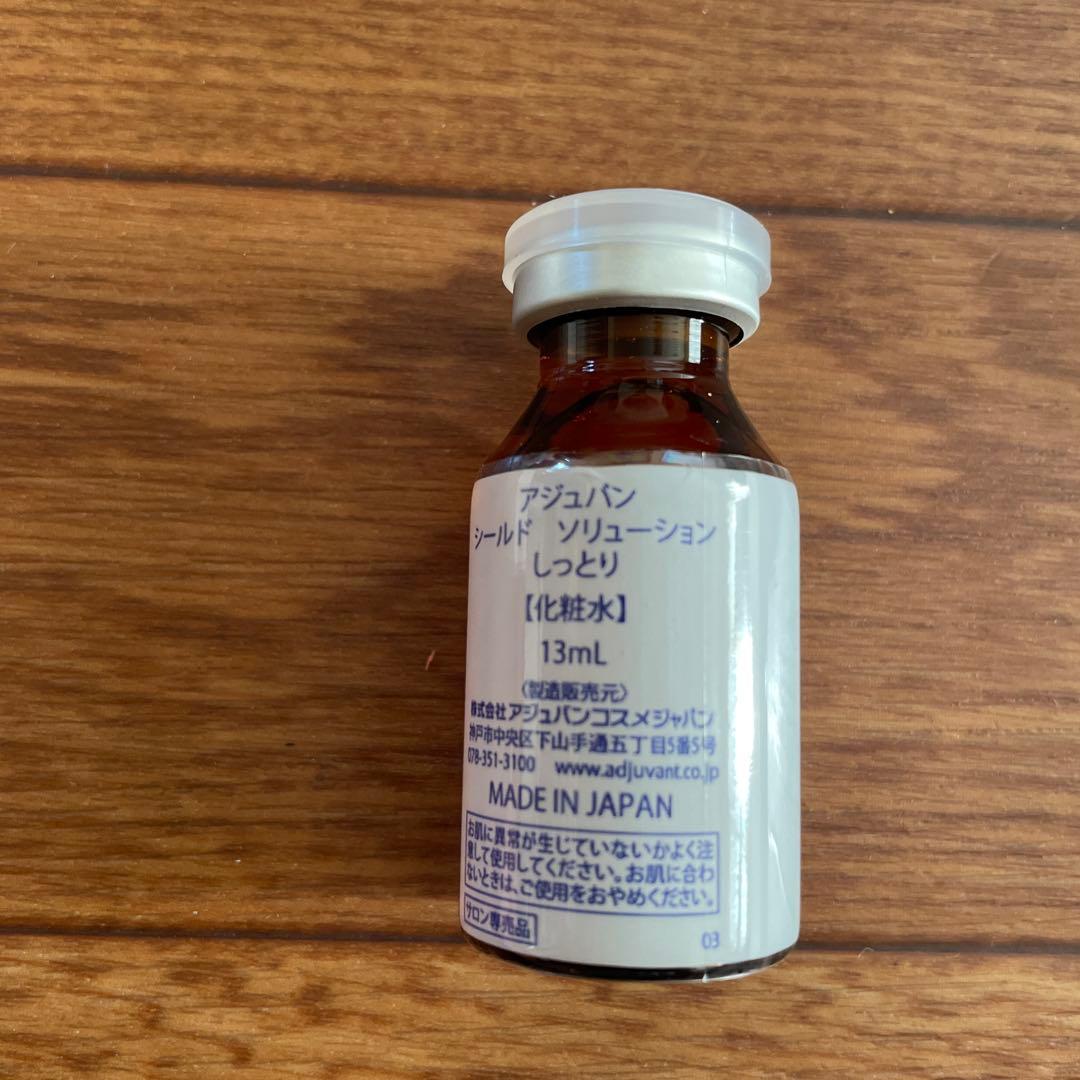 アジュバン
シールド　ソリューション
しっとり
【化粧水】
13mL
〈製造販売元〉
株式会社アジュバンコスメジャパン
神戸市中央区下山手通五丁目5番5号
078-351-3100　www.adjuvant.co.jp
MADE IN JAPAN
お肌に異常が生じていないかよく注
意して使用してください。お肌に合わ
ないときは、ご使用をおやめください。
サロン専売品
03